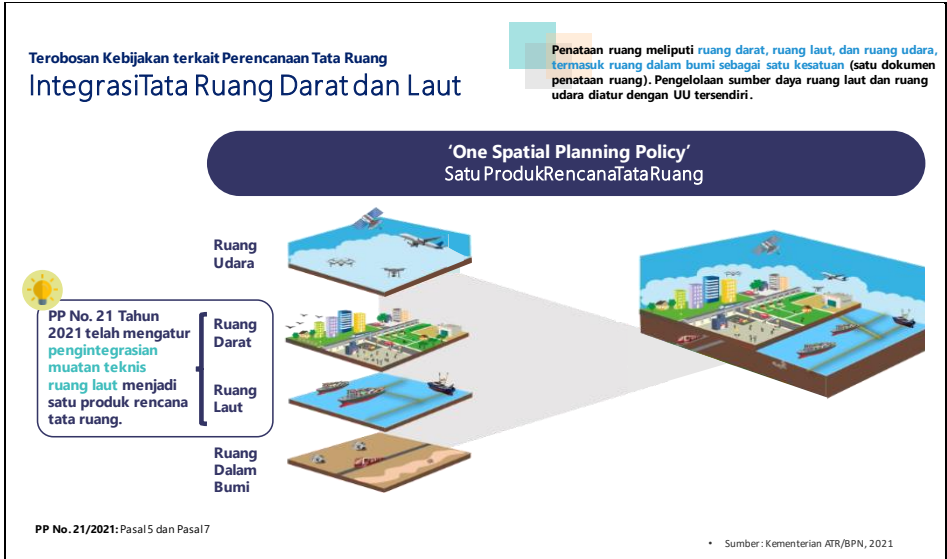 Terobosan Kebijakan terkait Perencanaan Tata Ruang
IntegrasiTata Ruang Darat dan Laut
Penataan ruang meliputi ruang darat, ruang laut, dan ruang udara,
termasuk ruang dalam bumi sebagai satu kesatuan (satu dokumen
penataan ruang). Pengelolaan sumber daya ruang laut dan ruang
udara diatur dengan UU tersendiri.
‘One Spatial Planning Policy’
Satu ProdukRencanaTataRuang
Ruang
Udara
PP No. 21 Tahun
2021 telah mengatur
pengintegrasian
muatan teknis
ruang laut menjadi
satu produk rencana
tata ruang.
Ruang
Darat
Ruang
Laut
Ruang
Dalam
Bumi
PP No. 21/2021: Pasal 5 dan Pasal 7
• Sumber: Kementerian ATR/BPN, 2021